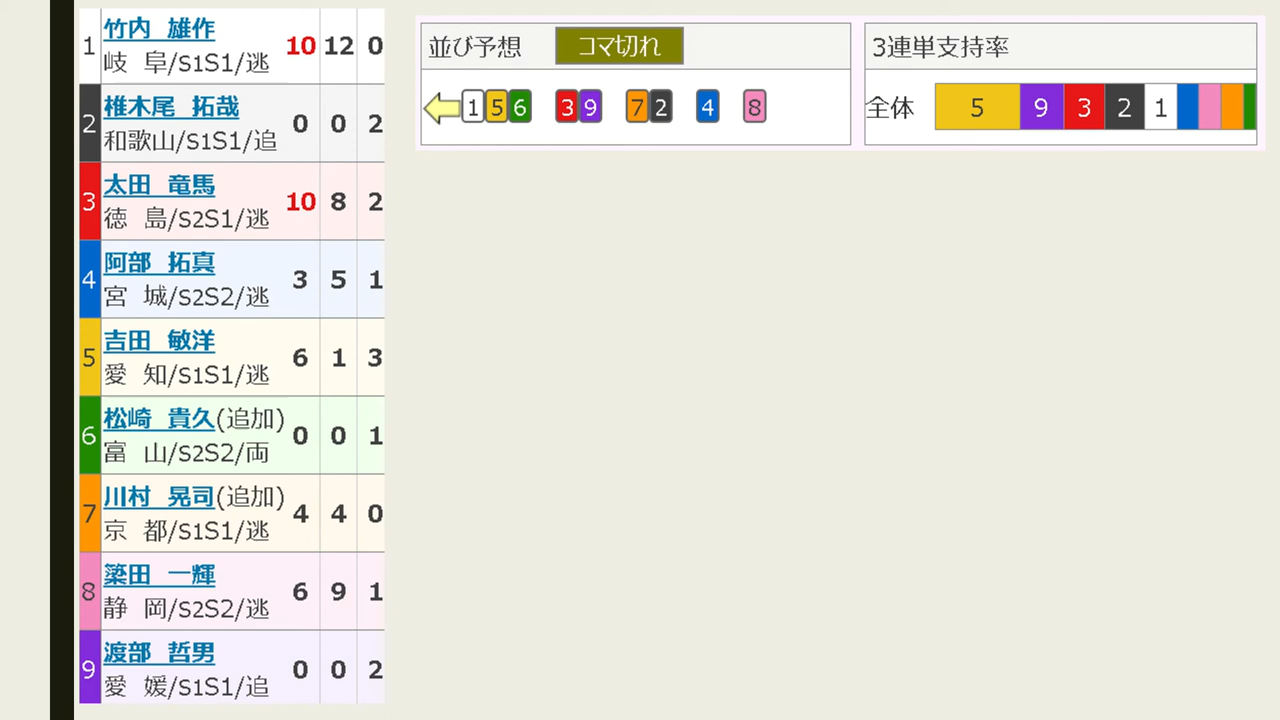 1 竹内 雄作 10 12 0
岐 阜/S1S1/逃
2 椎木尾 拓哉 0 0 2
和歌山/S1S1/追
3 太田 竜馬 10 8 2
徳 島/S2S1/逃
4 阿部 拓真 3 5 1
宮 城/S2S2/逃
5 吉田 敏洋 6 1 3
愛 知/S1S1/逃
6 松崎 貴久(追加) 0 0 1
富 山/S2S2/両
7 川村 晃司(追加) 4 4 0
京 都/S1S1/逃
8 簗田 一輝 6 9 1
静 岡/S2S2/逃
9 渡部 哲男 0 0 2
愛 媛/S1S1/追
並び予想 コマ切れ
1 5 6 3 9 7 2 4 8
3連単支持率
全体 5 9 3 2 1